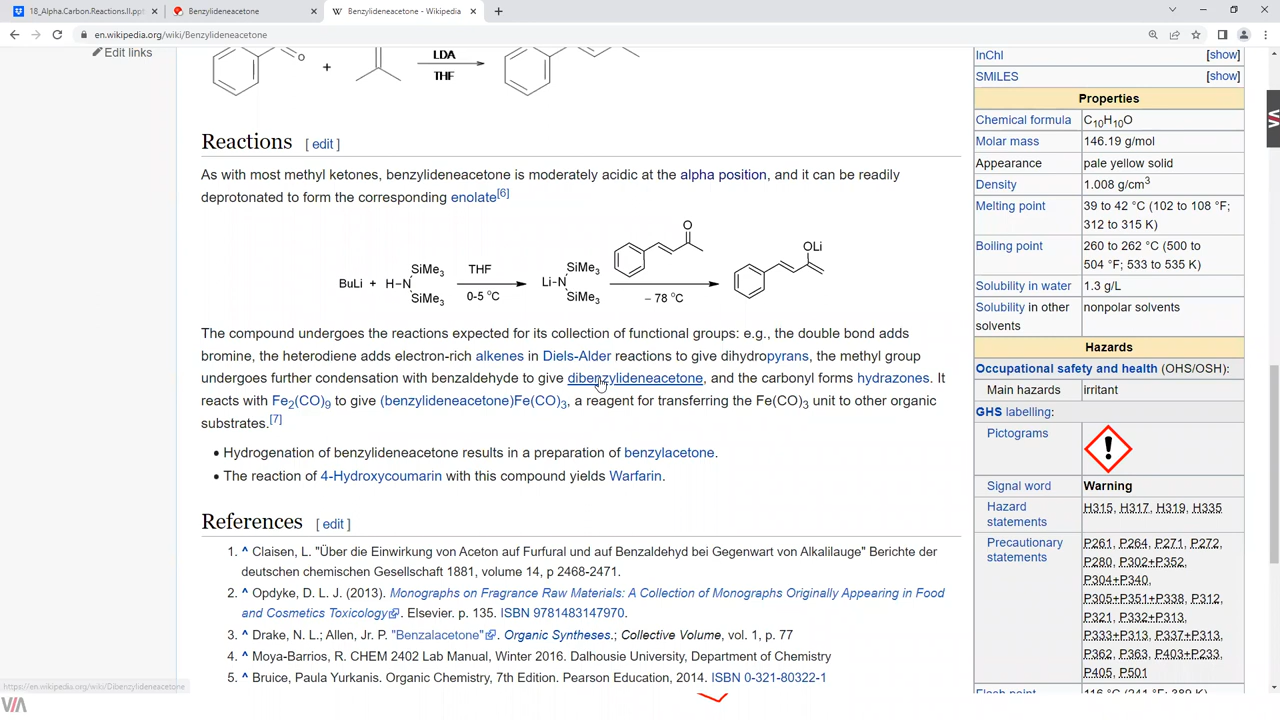 18_Alpha.Carbon.Reactions.II.ppt
Benzylideneacetone
Benzylideneacetone - Wikipedia
en.wikipedia.org/wiki/Benzylideneacetone
Edit links
O
+
LDA
THF
Reactions [ edit ]
As with most methyl ketones, benzylideneacetone is moderately acidic at the alpha position, and it can be readily
deprotonated to form the corresponding enolate[6]
BuLi + H–N
SiMe3
SiMe3
THF
0-5 °C
Li–N
SiMe3
SiMe3
O
– 78 °C
OLi
The compound undergoes the reactions expected for its collection of functional groups: e.g., the double bond adds
bromine, the heterodiene adds electron-rich alkenes in Diels-Alder reactions to give dihydropyrans, the methyl group
undergoes further condensation with benzaldehyde to give dibenzylideneacetone, and the carbonyl forms hydrazones. It
reacts with Fe2(CO)9 to give (benzylideneacetone)Fe(CO)3, a reagent for transferring the Fe(CO)3 unit to other organic
substrates.[7]
• Hydrogenation of benzylideneacetone results in a preparation of benzylacetone.
• The reaction of 4-Hydroxycoumarin with this compound yields Warfarin.
References [ edit ]
1. ^ Claisen, L. "Über die Einwirkung von Aceton auf Furfural und auf Benzaldehyd bei Gegenwart von Alkalilauge" Berichte der
deutschen chemischen Gesellschaft 1881, volume 14, p 2468-2471.
2. ^ Opdyke, D. L. J. (2013). Monographs on Fragrance Raw Materials: A Collection of Monographs Originally Appearing in Food
and Cosmetics Toxicology. Elsevier. p. 135. ISBN 9781483147970.
3. ^ Drake, N. L.; Allen, Jr. P. "Benzalacetone". Organic Syntheses.; Collective Volume, vol. 1, p. 77
4. ^ Moya-Barrios, R. CHEM 2402 Lab Manual, Winter 2016. Dalhousie University, Department of Chemistry
5. ^ Bruice, Paula Yurkanis. Organic Chemistry, 7th Edition. Pearson Education, 2014. ISBN 0-321-80322-1
InChI [show]
SMILES [show]
Properties
Chemical formula C10H10O
Molar mass 146.19 g/mol
Appearance pale yellow solid
Density 1.008 g/cm3
Melting point 39 to 42 °C (102 to 108 °F;
312 to 315 K)
Boiling point 260 to 262 °C (500 to
504 °F; 533 to 535 K)
Solubility in water 1.3 g/L
Solubility in other nonpolar solvents
solvents
Hazards
Occupational safety and health (OHS/OSH):
Main hazards irritant
GHS labelling:
Pictograms
Signal word Warning
Hazard H315, H317, H319, H335
statements
Precautionary P261, P264, P271, P272,
statements P280, P302+P352,
P304+P340,
P305+P351+P338, P312,
P321, P332+P313,
P333+P313, P337+P313,
P362, P363, P403+P233,
P405, P501
Flash point 116 °C (241 °F; 389 K)
https://en.wikipedia.org/wiki/Dibenzylideneacetone